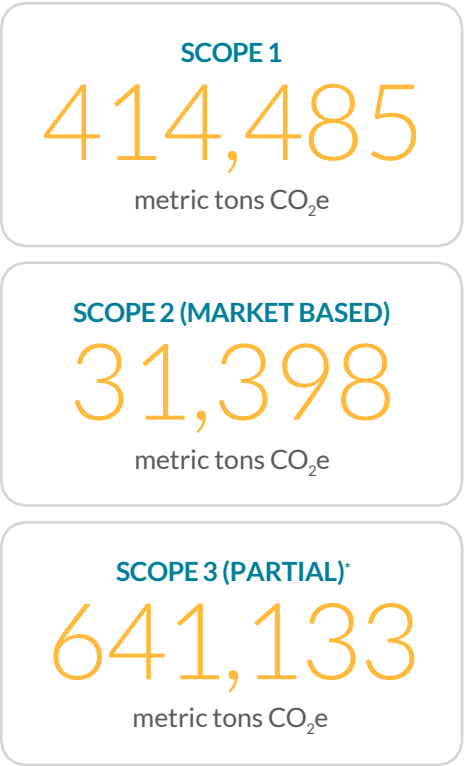 SCOPE 1
414,485
metric tons CO₂e
SCOPE 2 (MARKET BASED)
31,398
metric tons CO₂e
SCOPE 3 (PARTIAL)*
641,133
metric tons CO₂e